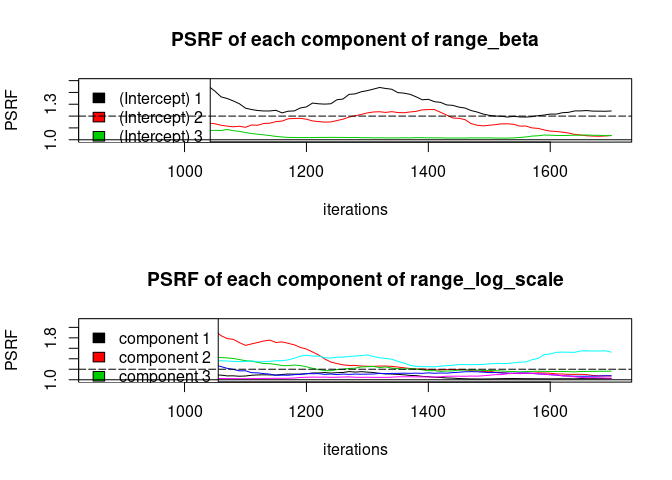 PSRF of each component of range_beta
PSRF
1.0
1.3
(Intercept) 1
(Intercept) 2
(Intercept) 3
1000 1200 1400 1600
iterations
PSRF of each component of range_log_scale
PSRF
1.0
1.8
component 1
component 2
component 3
1000 1200 1400 1600
iterations